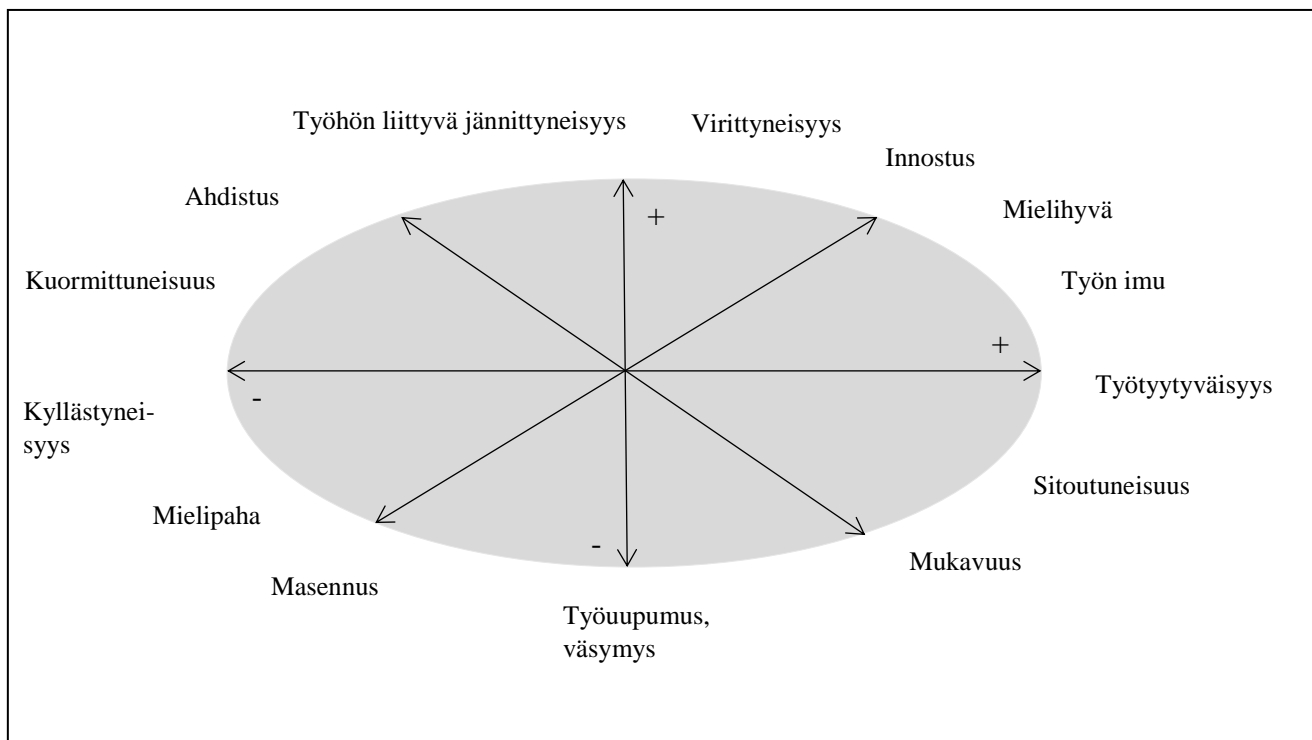 Työhön liittyvä jännittyneisyys
Virittyneisyys
Innostus
Ahdistus
Mielihyvä
+
Kuormittuneisuus
Työn imu
+
Työtyytyväisyys
-
Kyllästynei-
syys
Sitoutuneisuus
Mielipaha
-
Mukavuus
Masennus
Työuupumus,
väsymys